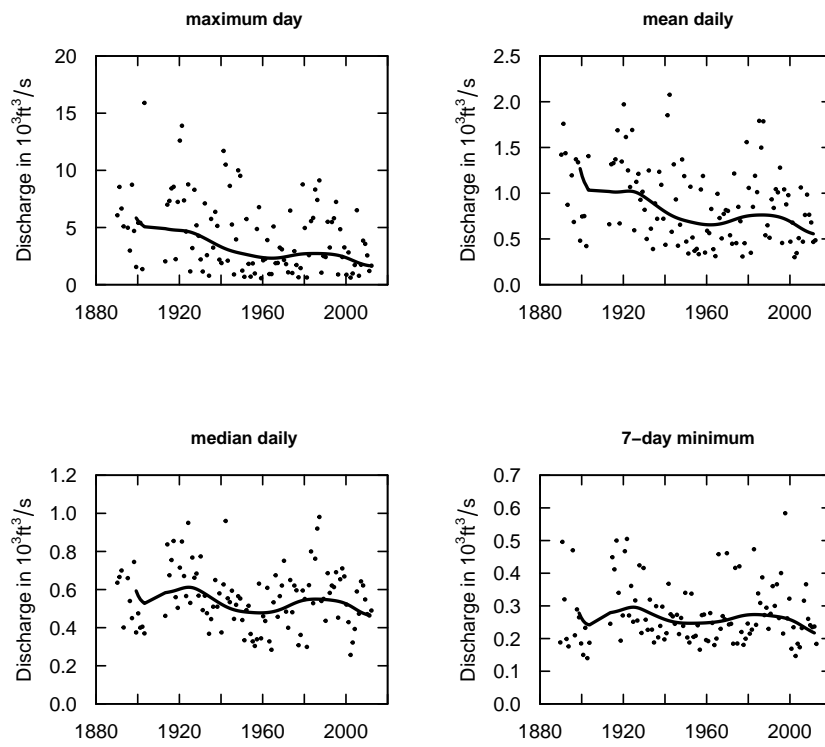 maximum day
Discharge in 10³ft³/s
20
15
10
5
0
1880 1920 1960 2000
mean daily
Discharge in 10³ft³/s
2.5
2.0
1.5
1.0
0.5
0.0
1880 1920 1960 2000
median daily
Discharge in 10³ft³/s
1.2
1.0
0.8
0.6
0.4
0.2
0.0
1880 1920 1960 2000
7−day minimum
Discharge in 10³ft³/s
0.7
0.6
0.5
0.4
0.3
0.2
0.1
0.0
1880 1920 1960 2000